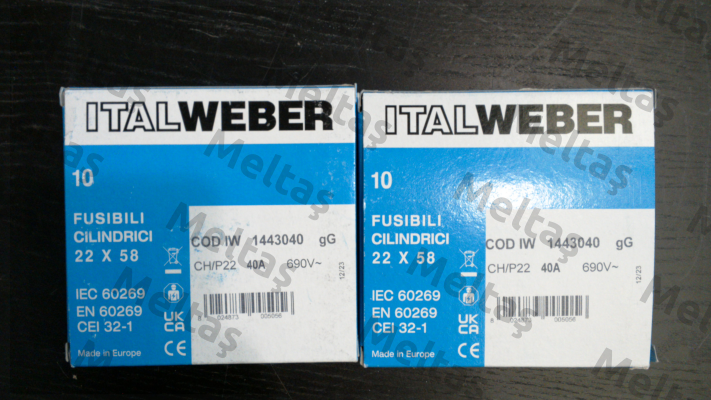 ITALWEBER
10
FUSIBILI
CILINDRICI
22 X 58
COD IW 1443040 gG
CH/P22 40A 690V~
12/23
IEC 60269
EN 60269
CEI 32-1
UK
CA
Made in Europe
CE
ITALWEBER
10
FUSIBILI
CILINDRICI
22 X 58
COD IW 1443040 gG
CH/P22 40A 690V~
12/23
IEC 60269
EN 60269
CEI 32-1
UK
CA
Made in Europe
CE
Meltaş